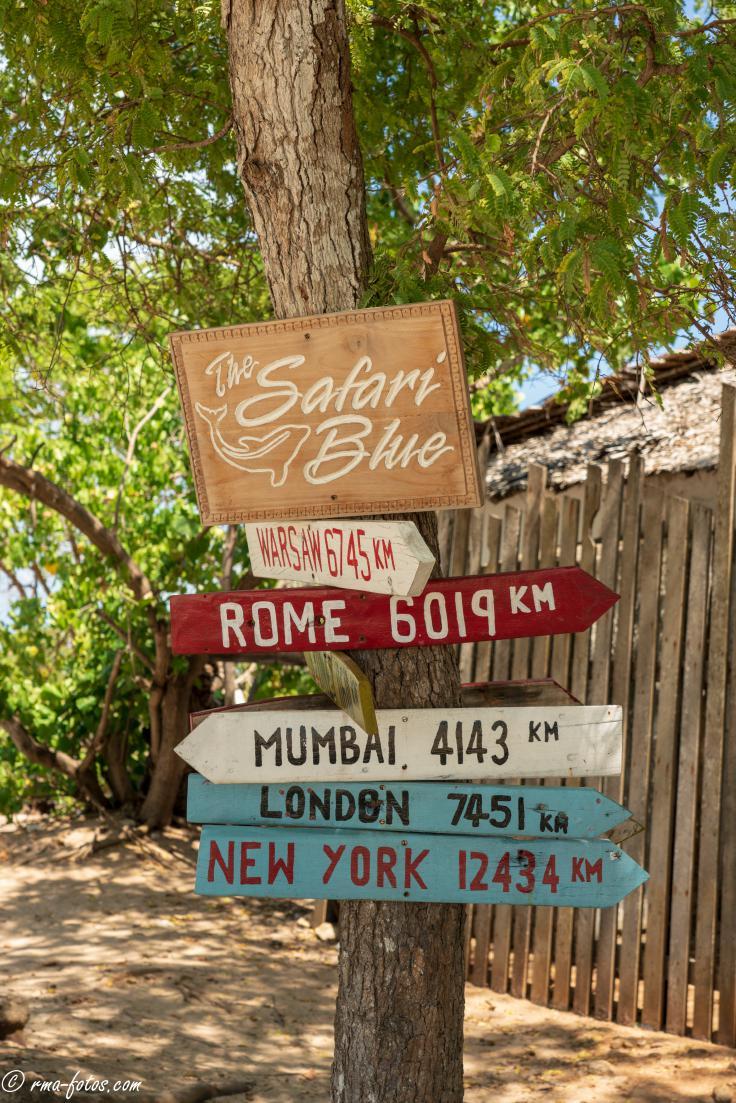 The
Safari
Blue
WARSAW 6745 KM
ROME 6019 KM
MUMBAI 4143 KM
LONDON 7451 KM
NEW YORK 12434 KM
© rma-fotos.com